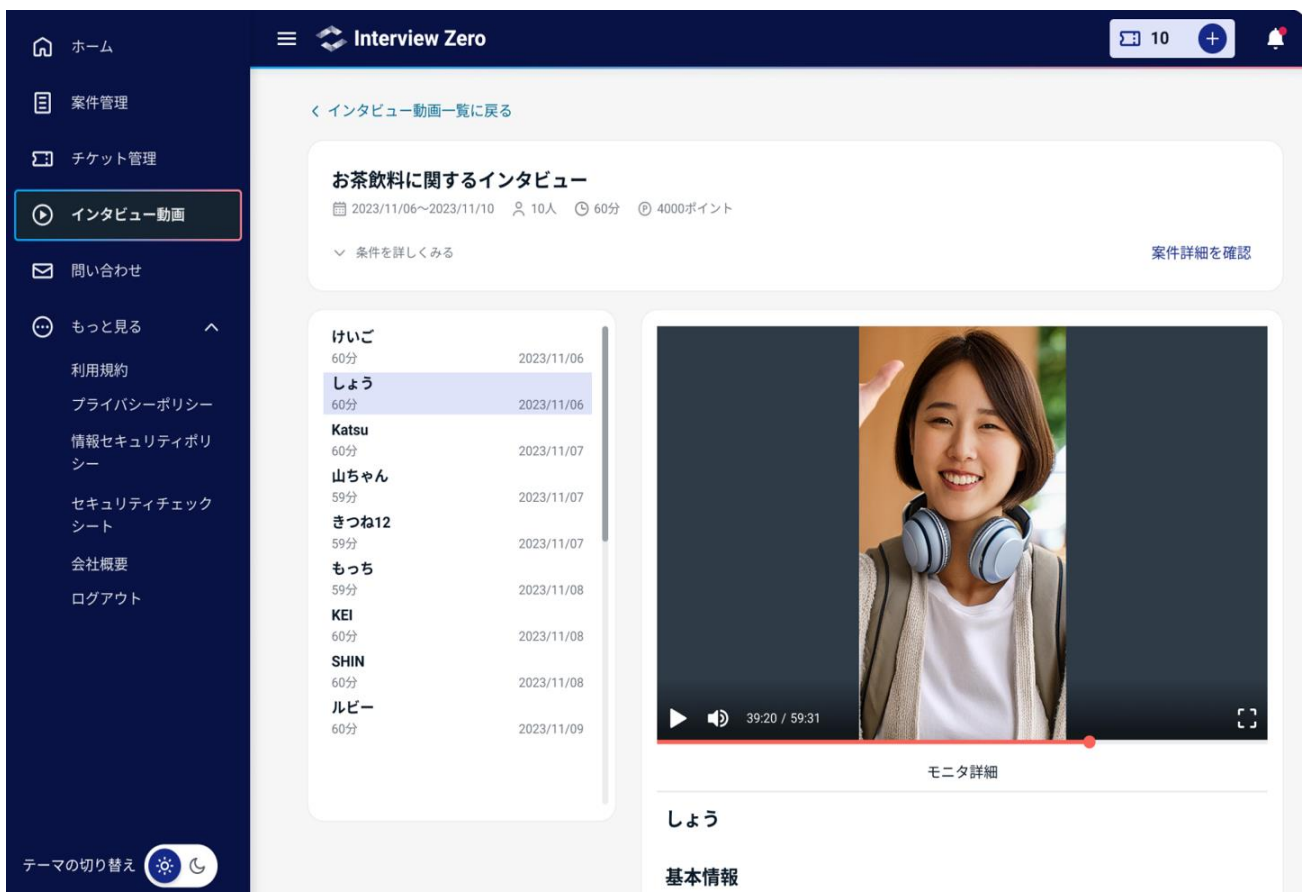 ホーム
案件管理
チケット管理
インタビュー動画
問い合わせ
もっと見る
利用規約
プライバシーポリシー
情報セキュリティポリ
シー
セキュリティチェック
シート
会社概要
ログアウト
テーマの切り替え
Interview Zero
10
インタビュー動画一覧に戻る
お茶飲料に関するインタビュー
2023/11/06〜2023/11/10 10人 60分 4000ポイント
条件を詳しくみる
案件詳細を確認
けいご
60分 2023/11/06
しょう
60分 2023/11/06
Katsu
60分 2023/11/07
山ちゃん
59分 2023/11/07
きつね12
59分 2023/11/07
もっち
59分 2023/11/08
KEI
60分 2023/11/08
SHIN
60分 2023/11/08
ルビー
60分 2023/11/09
39:20 / 59:31
モニタ詳細
しょう
基本情報